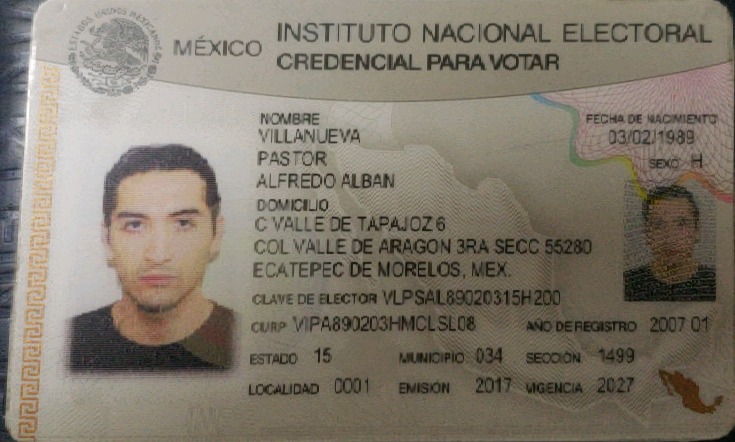 ESTADOS UNIDOS MEXICANOS
MÉXICO INSTITUTO NACIONAL ELECTORAL
CREDENCIAL PARA VOTAR
NOMBRE
VILLANUEVA
PASTOR
ALFREDO ALBAN
FECHA DE NACIMIENTO
03/02/1989
SEXO H
DOMICILIO
C VALLE DE TAPAJOZ 6
COL VALLE DE ARAGON 3RA SECC 55280
ECATEPEC DE MORELOS, MEX.
CLAVE DE ELECTOR VLPSAL89020315H200
CURP VIPA890203HMCLSL08 AÑO DE REGISTRO 2007 01
ESTADO 15 MUNICIPIO 034 SECCIÓN 1499
LOCALIDAD 0001 EMISIÓN 2017 VIGENCIA 2027